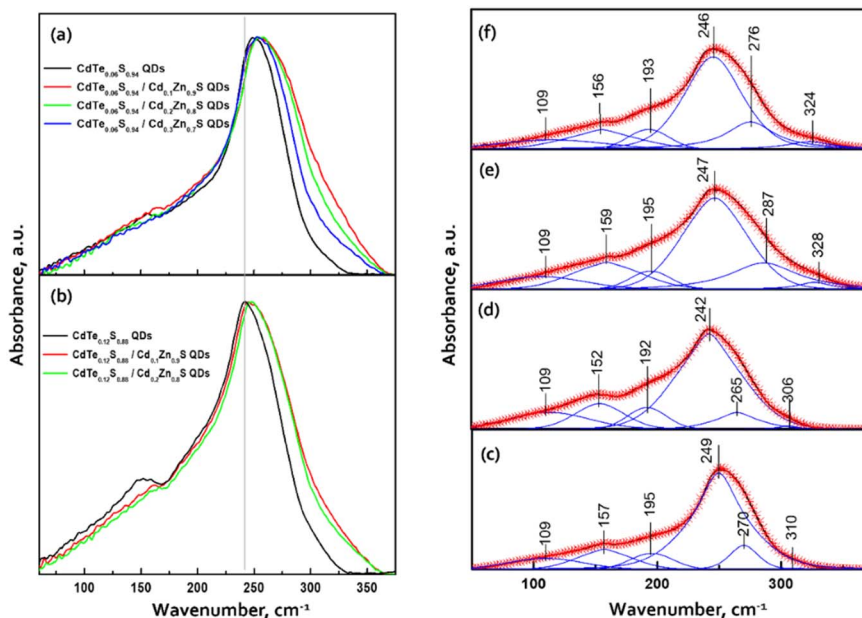 (a)
CdTe₀.₀₆S₀.₉₄ QDs
CdTe₀.₀₆S₀.₉₄ / Cd₀.₁Zn₀.₉S QDs
CdTe₀.₀₆S₀.₉₄ / Cd₀.₂Zn₀.₈S QDs
CdTe₀.₀₆S₀.₉₄ / Cd₀.₃Zn₀.₇S QDs
(b)
CdTe₀.₁₂S₀.₈₈ QDs
CdTe₀.₁₂S₀.₈₈ / Cd₀.₁Zn₀.₉S QDs
CdTe₀.₁₂S₀.₈₈ / Cd₀.₂Zn₀.₈S QDs
Absorbance, a.u.
100 150 200 250 300 350
Wavenumber, cm⁻¹
(f)
109 156 193 246 276 324
(e)
109 159 195 247 287 328
(d)
109 152 192 242 265 306
(c)
109 157 195 249 270 310
Absorbance, a.u.
100 200 300
Wavenumber, cm⁻¹